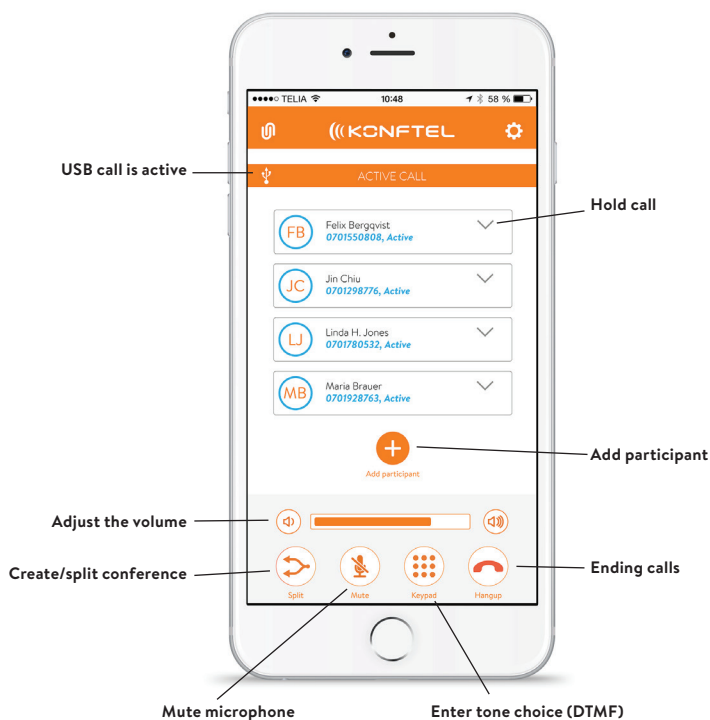 TELIA 10:48 58 %
KONFTEL
USB call is active
ACTIVE CALL
Hold call
FB Felix Bergqvist
0701550808, Active
JC Jin Chiu
0701298776, Active
LJ Linda H. Jones
0701780532, Active
MB Maria Brauer
0701928763, Active
Add participant
Add participant
Adjust the volume
Create/split conference
Ending calls
Split Mute Keypad Hangup
Mute microphone Enter tone choice (DTMF)